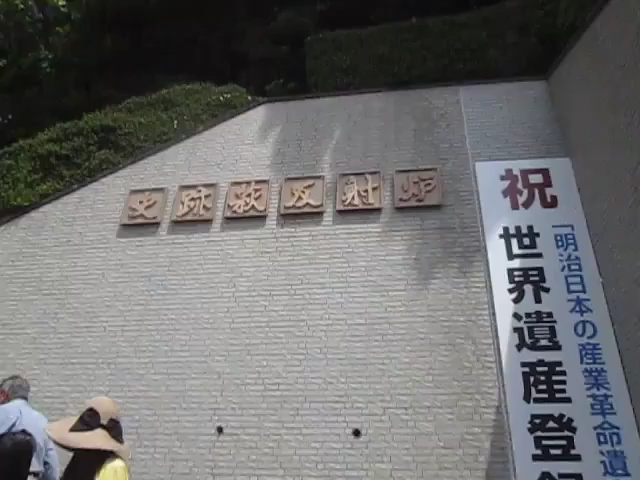 史跡萩反射炉
祝
世界遺産登
「明治日本の産業革命遺